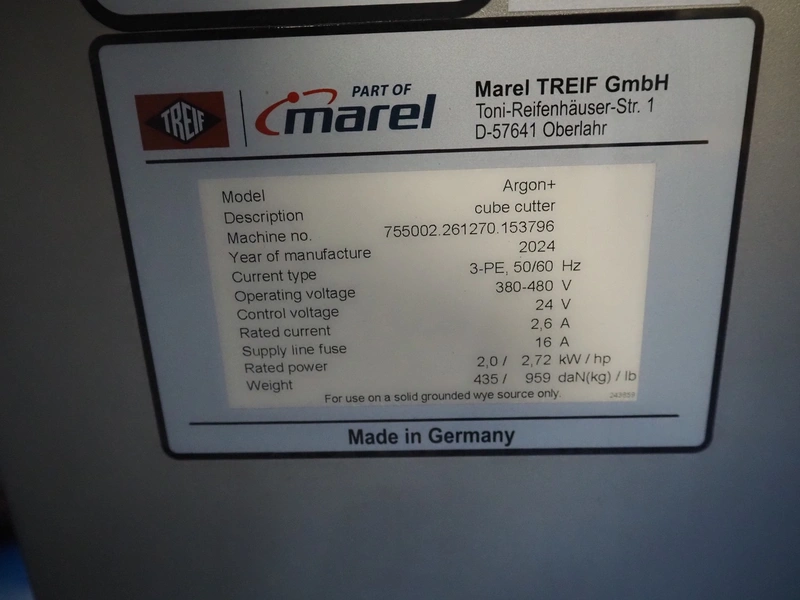 TREIF
PART OF
marel
Marel TREIF GmbH
Toni-Reifenhäuser-Str. 1
D-57641 Oberlahr
Model Argon+
Description cube cutter
Machine no. 755002.261270.153796
Year of manufacture 2024
Current type 3-PE, 50/60 Hz
Operating voltage 380-480 V
Control voltage 24 V
Rated current 2,6 A
Supply line fuse 16 A
Rated power 2,0 / 2,72 kW / hp
Weight 435 / 959 daN(kg) / lb
For use on a solid grounded wye source only.
Made in Germany